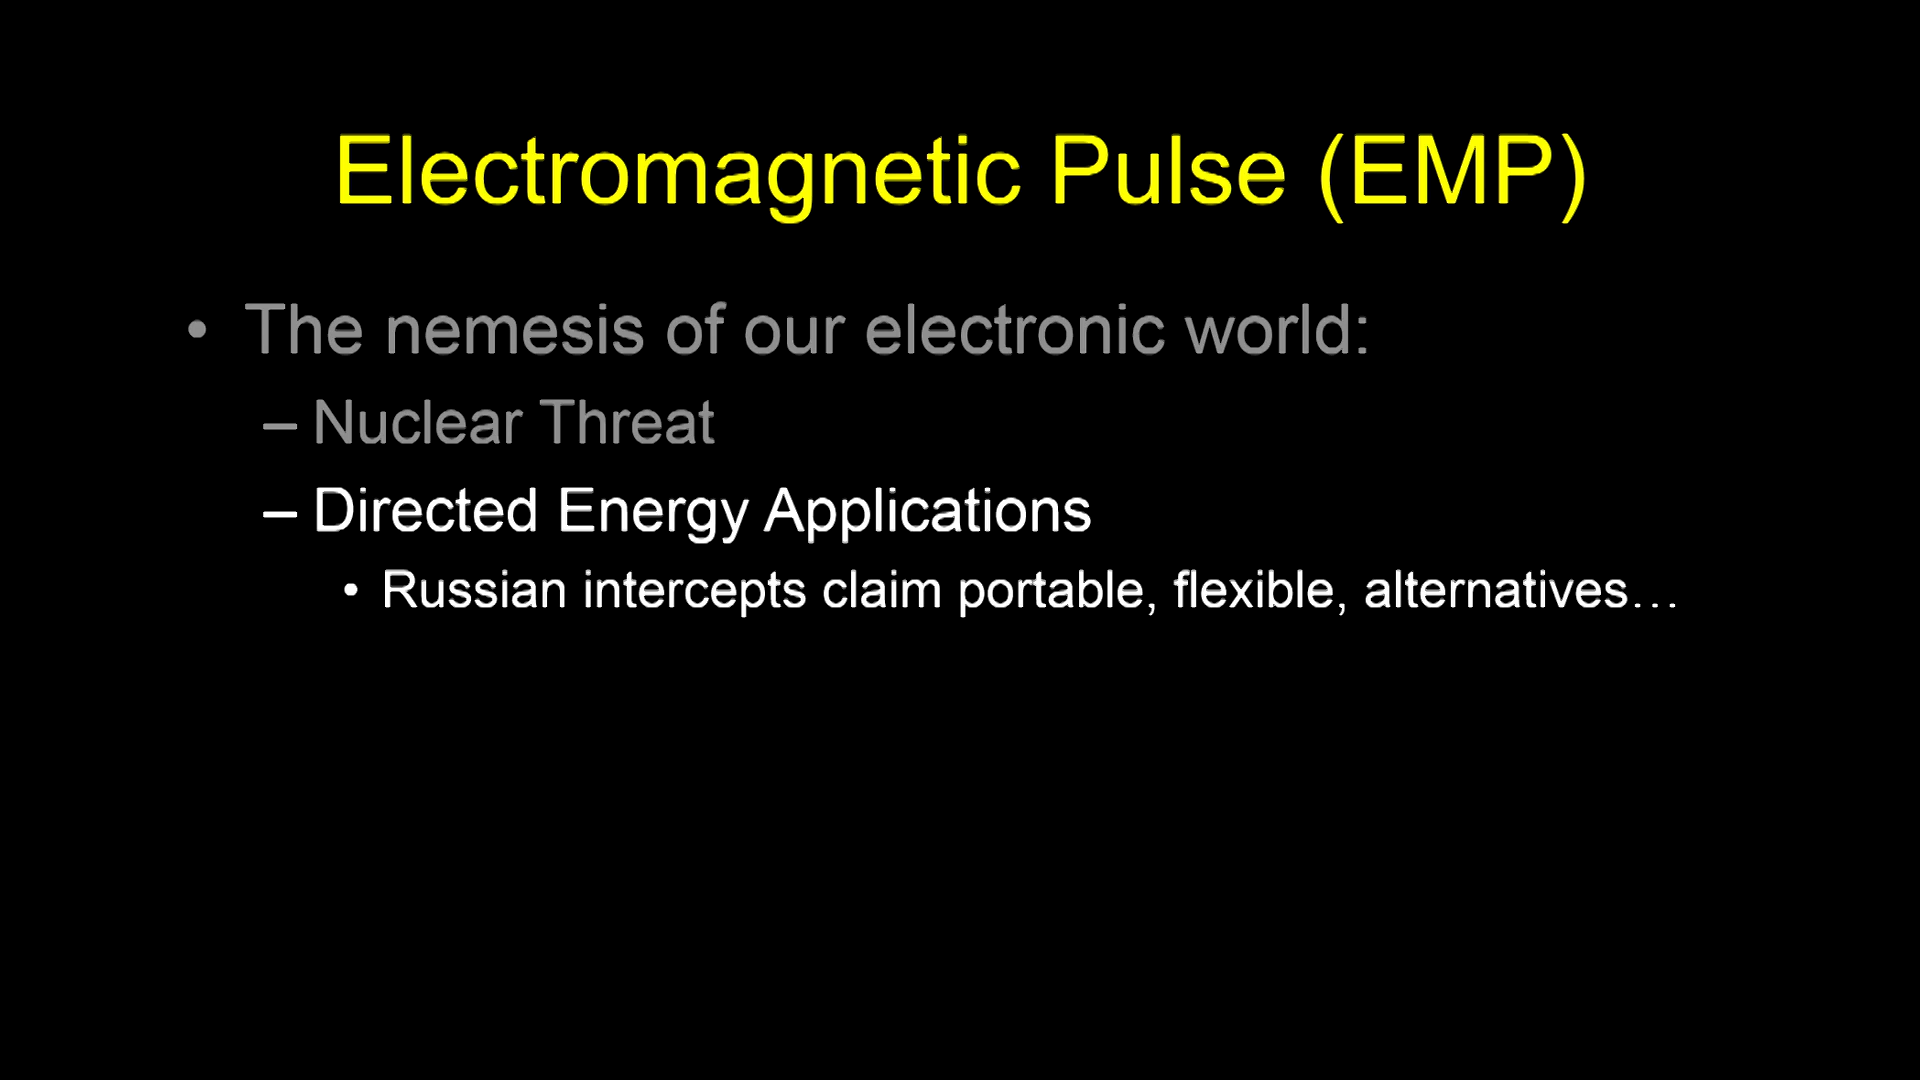 Electromagnetic Pulse (EMP)
• The nemesis of our electronic world:
– Nuclear Threat
– Directed Energy Applications
• Russian intercepts claim portable, flexible, alternatives…